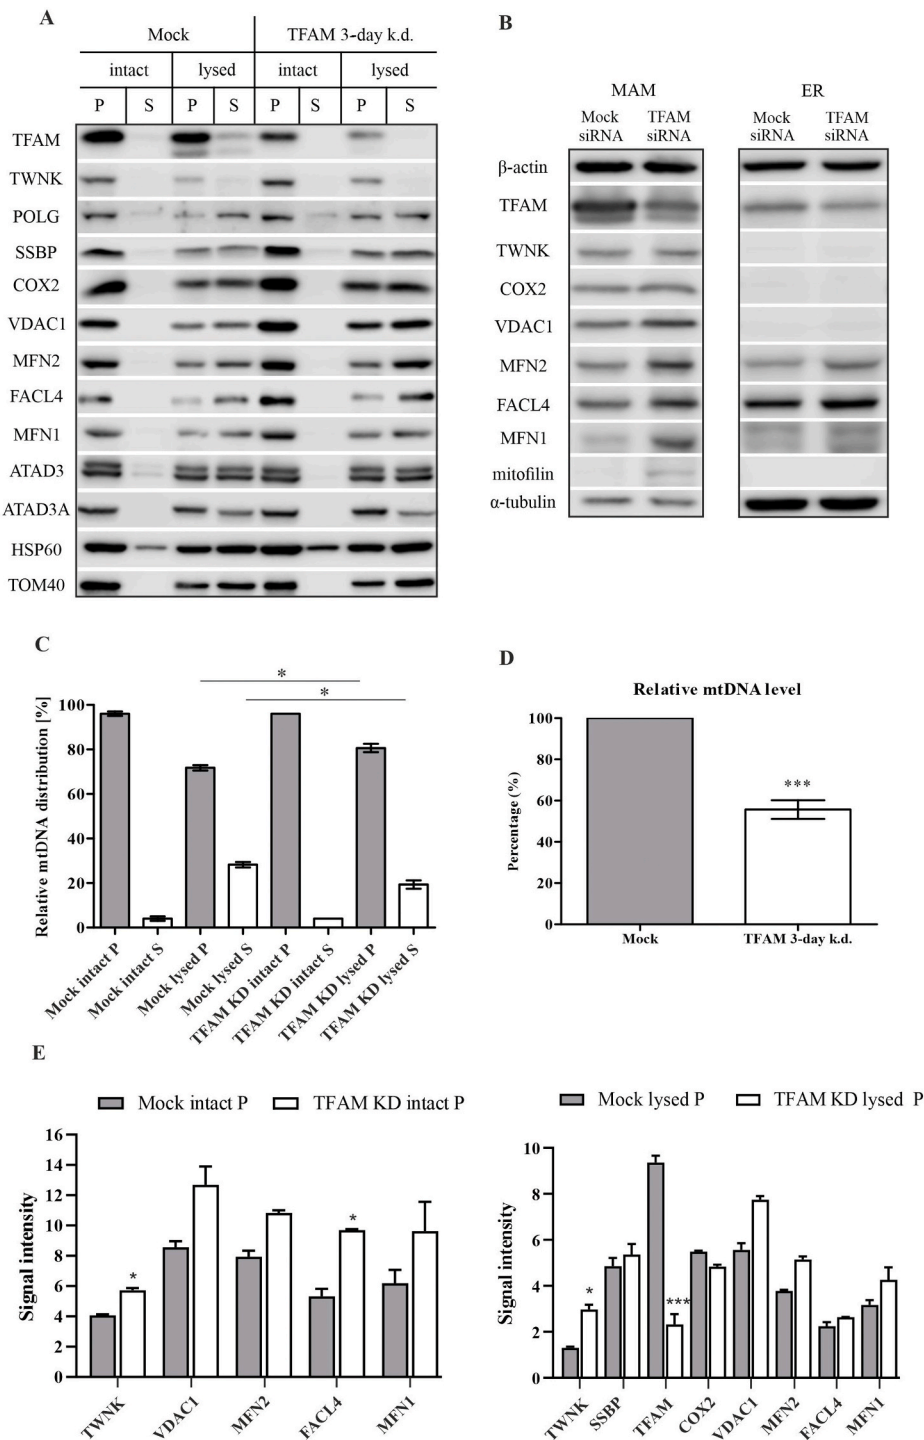 A
Mock TFAM 3-day k.d.
intact lysed intact lysed
P S P S P S P S
TFAM
TWNK
POLG
SSBP
COX2
VDAC1
MFN2
FACL4
MFN1
ATAD3
ATAD3A
HSP60
TOM40
B
MAM ER
Mock siRNA TFAM siRNA Mock siRNA TFAM siRNA
β-actin
TFAM
TWNK
COX2
VDAC1
MFN2
FACL4
MFN1
mitofilin
α-tubulin
C
* 
*
Relative mtDNA distribution [%]
100
80
60
40
20
0
Mock intact P
Mock intact S
Mock lysed P
Mock lysed S
TFAM KD intact P
TFAM KD intact S
TFAM KD lysed P
TFAM KD lysed S
D
Relative mtDNA level
Percentage (%)
100
80
60
40
20
0
***
Mock TFAM 3-day k.d.
E
Mock intact P TFAM KD intact P
Signal intensity
16
14
12
10
8
6
4
2
0
* *
TWNK VDAC1 MFN2 FACL4 MFN1
Mock lysed P TFAM KD lysed P
Signal intensity
10
8
6
4
2
0
* ***
TWNK SSBP TFAM COX2 VDAC1 MFN2 FACL4 MFN1